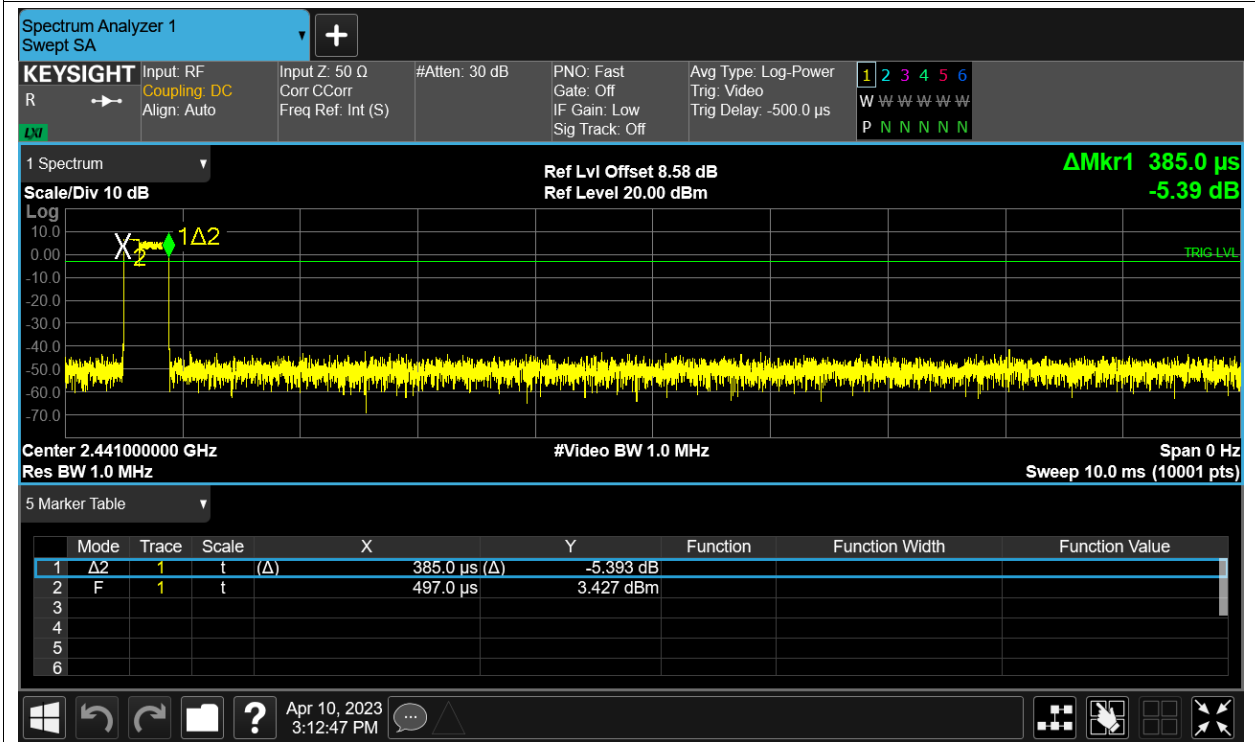 Spectrum Analyzer 1
Swept SA
KEYSIGHT
R
LXI
Input: RF
Coupling: DC
Align: Auto
Input Z: 50 Ω
Corr CCorr
Freq Ref: Int (S)
#Atten: 30 dB
PNO: Fast
Gate: Off
IF Gain: Low
Sig Track: Off
Avg Type: Log-Power
Trig: Video
Trig Delay: -500.0 µs
1 2 3 4 5 6
W W W W W W
P N N N N N
1 Spectrum
Scale/Div 10 dB
Ref Lvl Offset 8.58 dB
Ref Level 20.00 dBm
ΔMkr1 385.0 µs
-5.39 dB
Log
10.0
0.00
-10.0
-20.0
-30.0
-40.0
-50.0
-60.0
-70.0
X
2
1Δ2
TRIG LVL
Center 2.441000000 GHz
#Video BW 1.0 MHz
Span 0 Hz
Res BW 1.0 MHz
Sweep 10.0 ms (10001 pts)
5 Marker Table
Mode Trace Scale X Y Function Function Width Function Value
1 Δ2 1 t (Δ) 385.0 µs (Δ) -5.393 dB
2 F 1 t 497.0 µs 3.427 dBm
3
4
5
6
?
Apr 10, 2023
3:12:47 PM